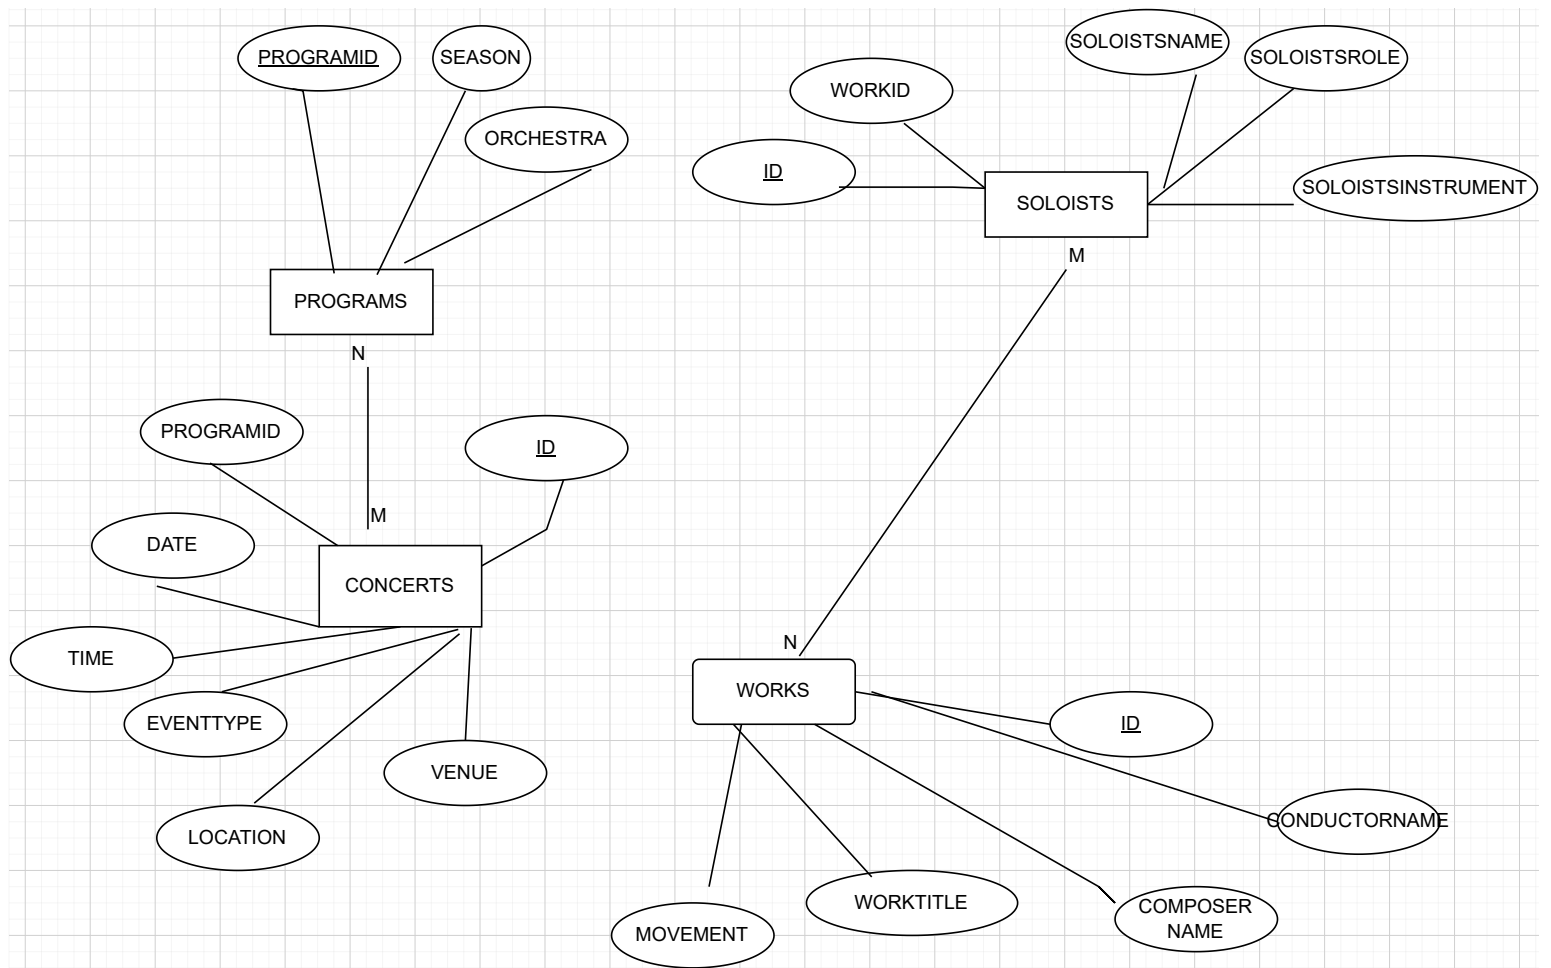 PROGRAMID
SEASON
ORCHESTRA
PROGRAMS
N
M
PROGRAMID
ID
DATE
CONCERTS
TIME
EVENTTYPE
VENUE
LOCATION
SOLOISTSNAME
SOLOISTSROLE
WORKID
ID
SOLOISTS
SOLOISTSINSTRUMENT
M
N
WORKS
ID
CONDUCTORNAME
WORKTITLE
COMPOSER
NAME
MOVEMENT